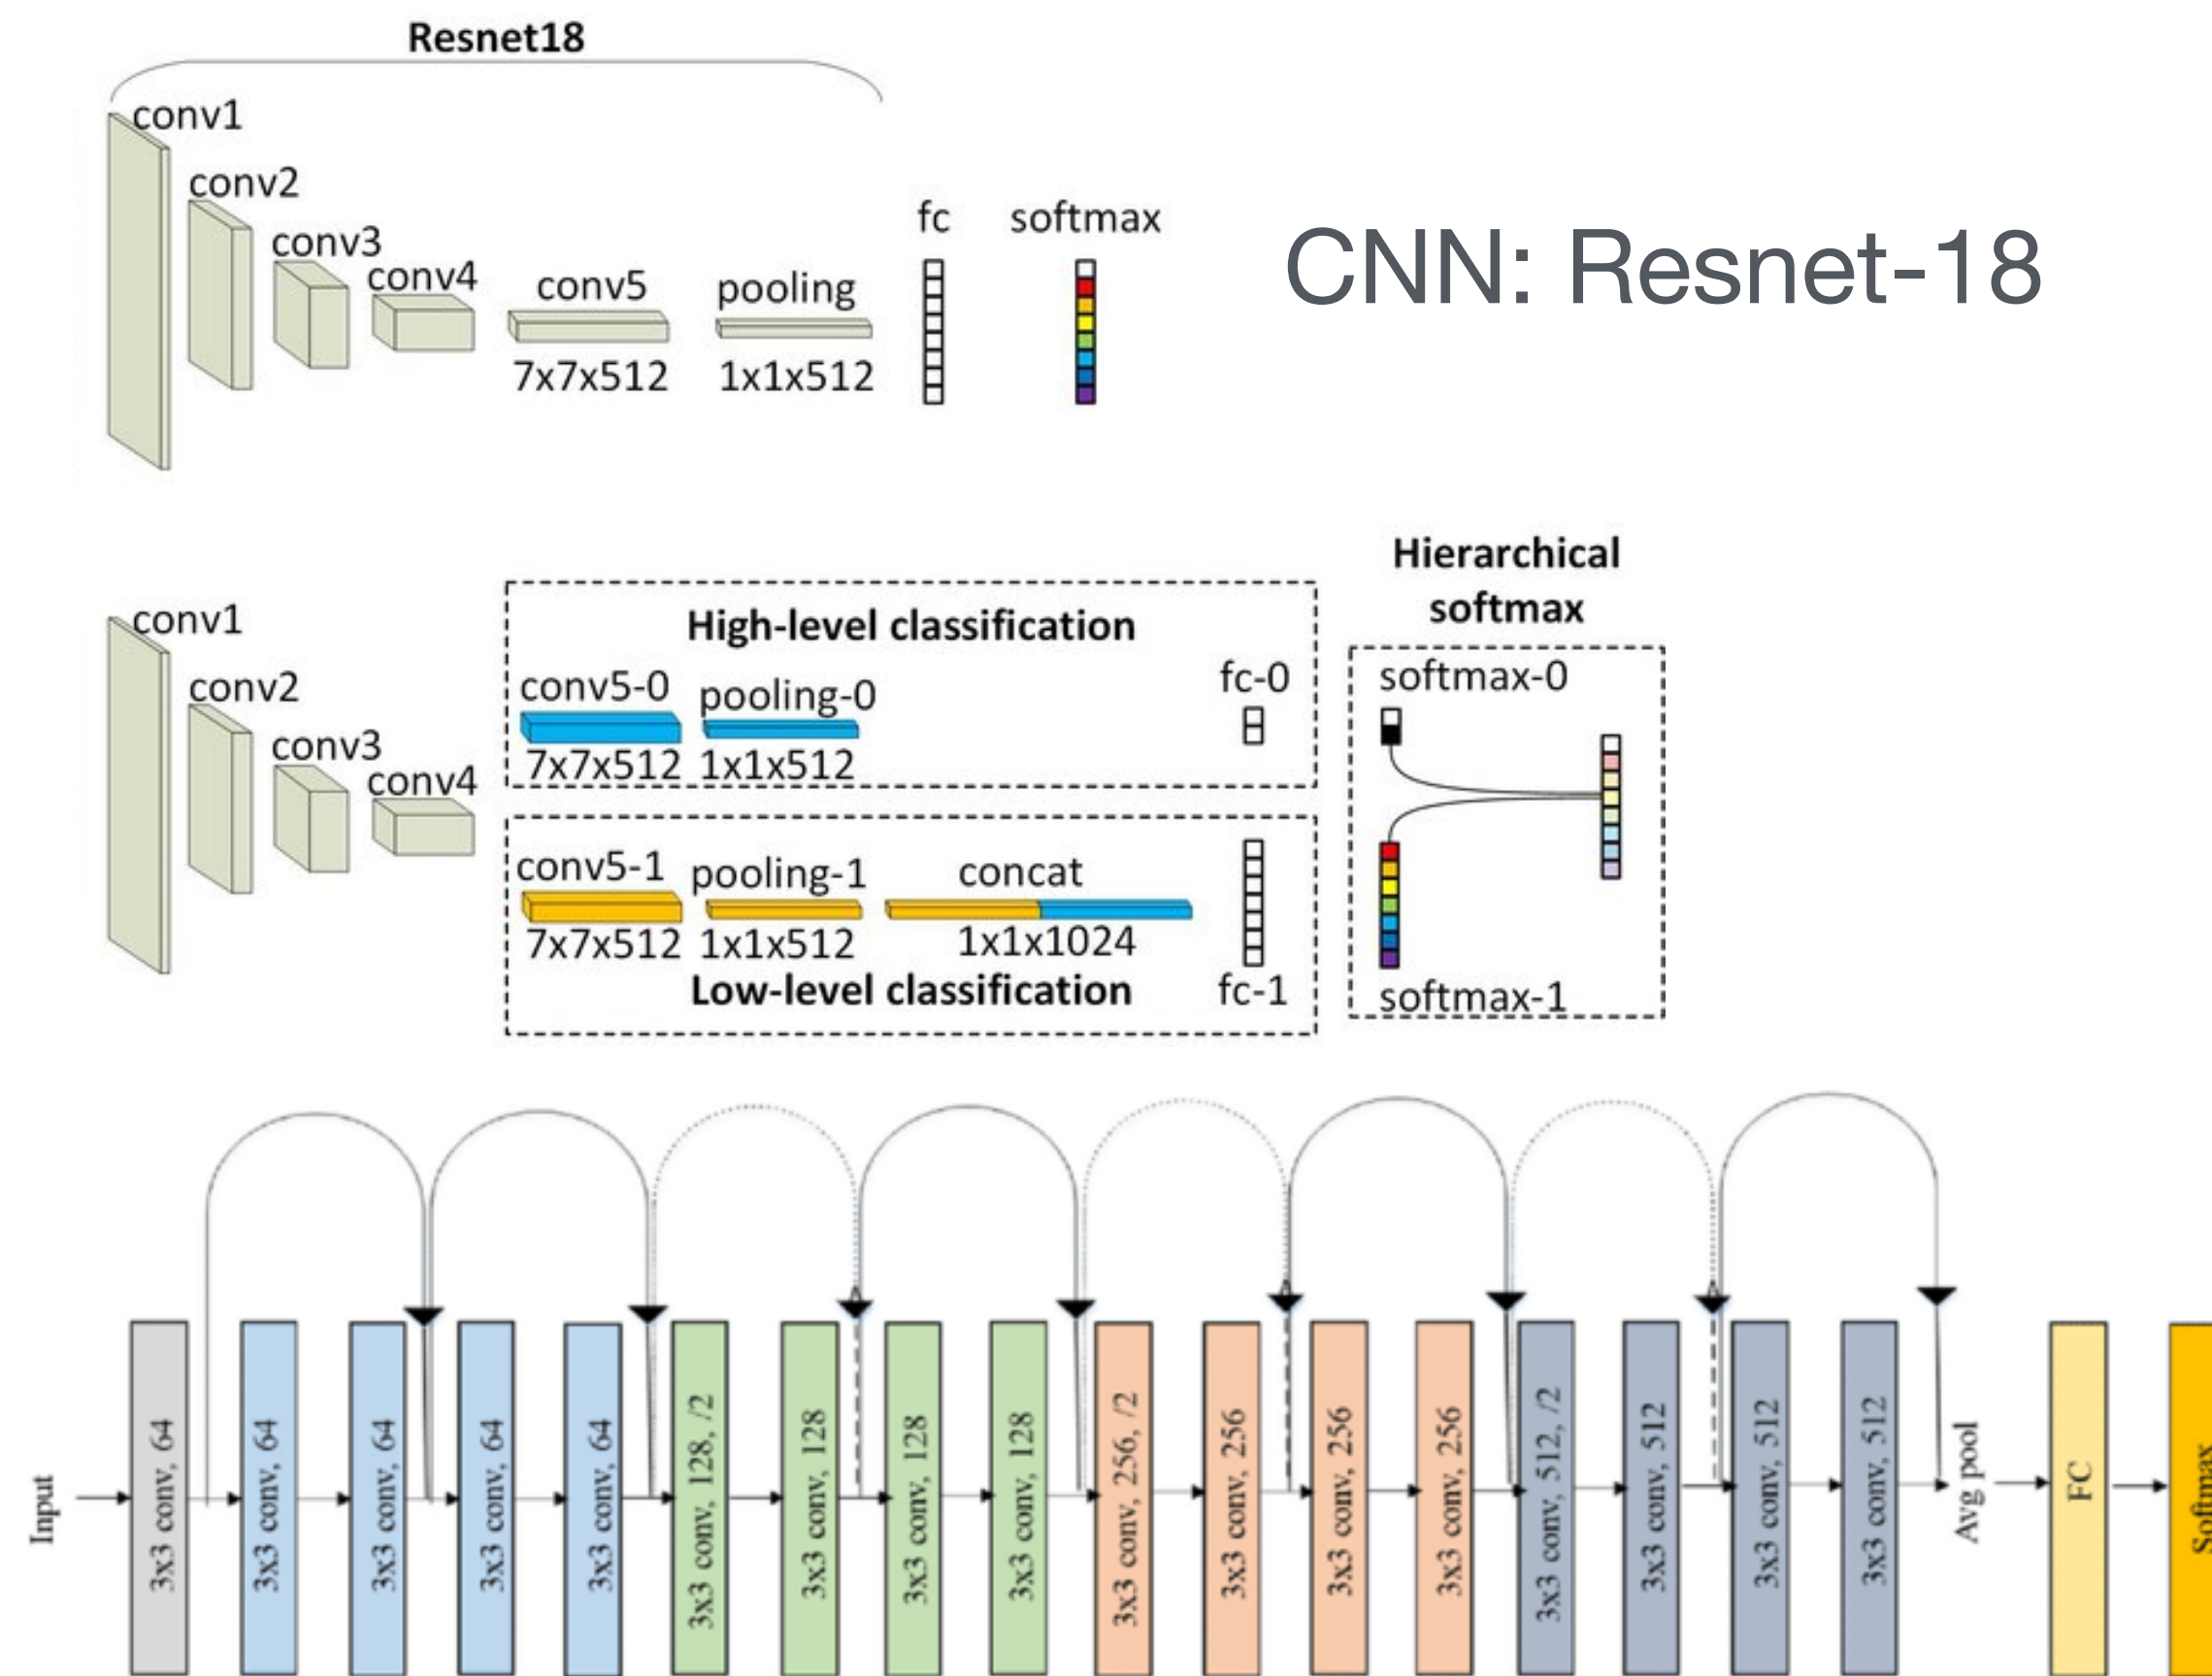 Resnet18
conv1
conv2
conv3
conv4
conv5
pooling
fc
softmax
7x7x512
1x1x512
CNN: Resnet-18
conv1
conv2
conv3
conv4
High-level classification
conv5-0
pooling-0
fc-0
7x7x512
1x1x512
conv5-1
pooling-1
concat
7x7x512
1x1x512
1x1x1024
Low-level classification
fc-1
Hierarchical
softmax
softmax-0
softmax-1
Input
3x3 conv, 64
3x3 conv, 64
3x3 conv, 64
3x3 conv, 64
3x3 conv, 64
3x3 conv, 128, /2
3x3 conv, 128
3x3 conv, 128
3x3 conv, 128
3x3 conv, 256, /2
3x3 conv, 256
3x3 conv, 256
3x3 conv, 256
3x3 conv, 512, /2
3x3 conv, 512
3x3 conv, 512
3x3 conv, 512
Avg pool
FC
Softmax